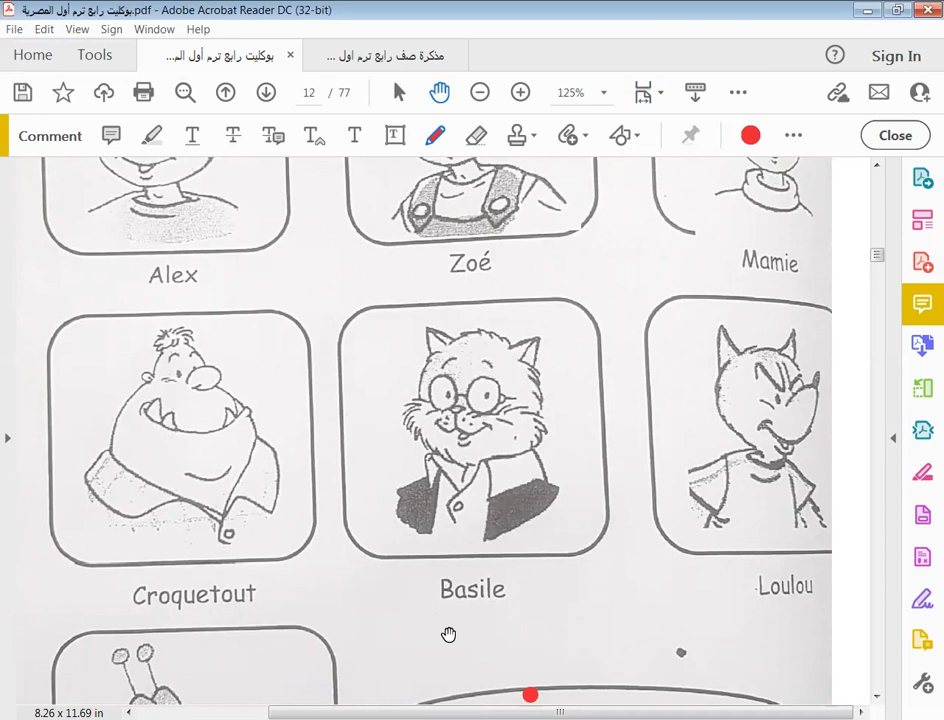 بوكليت رابع ترم أول المصرية.pdf - Adobe Acrobat Reader DC (32-bit)
File Edit View Sign Window Help
Home Tools بوكليت رابع ترم أول الم... مذكرة صف رابع ترم اول ... Sign In
12 / 77 125%
Comment Close
Alex Zoé Mamie
Croquetout Basile Loulou
8.26 x 11.69 in